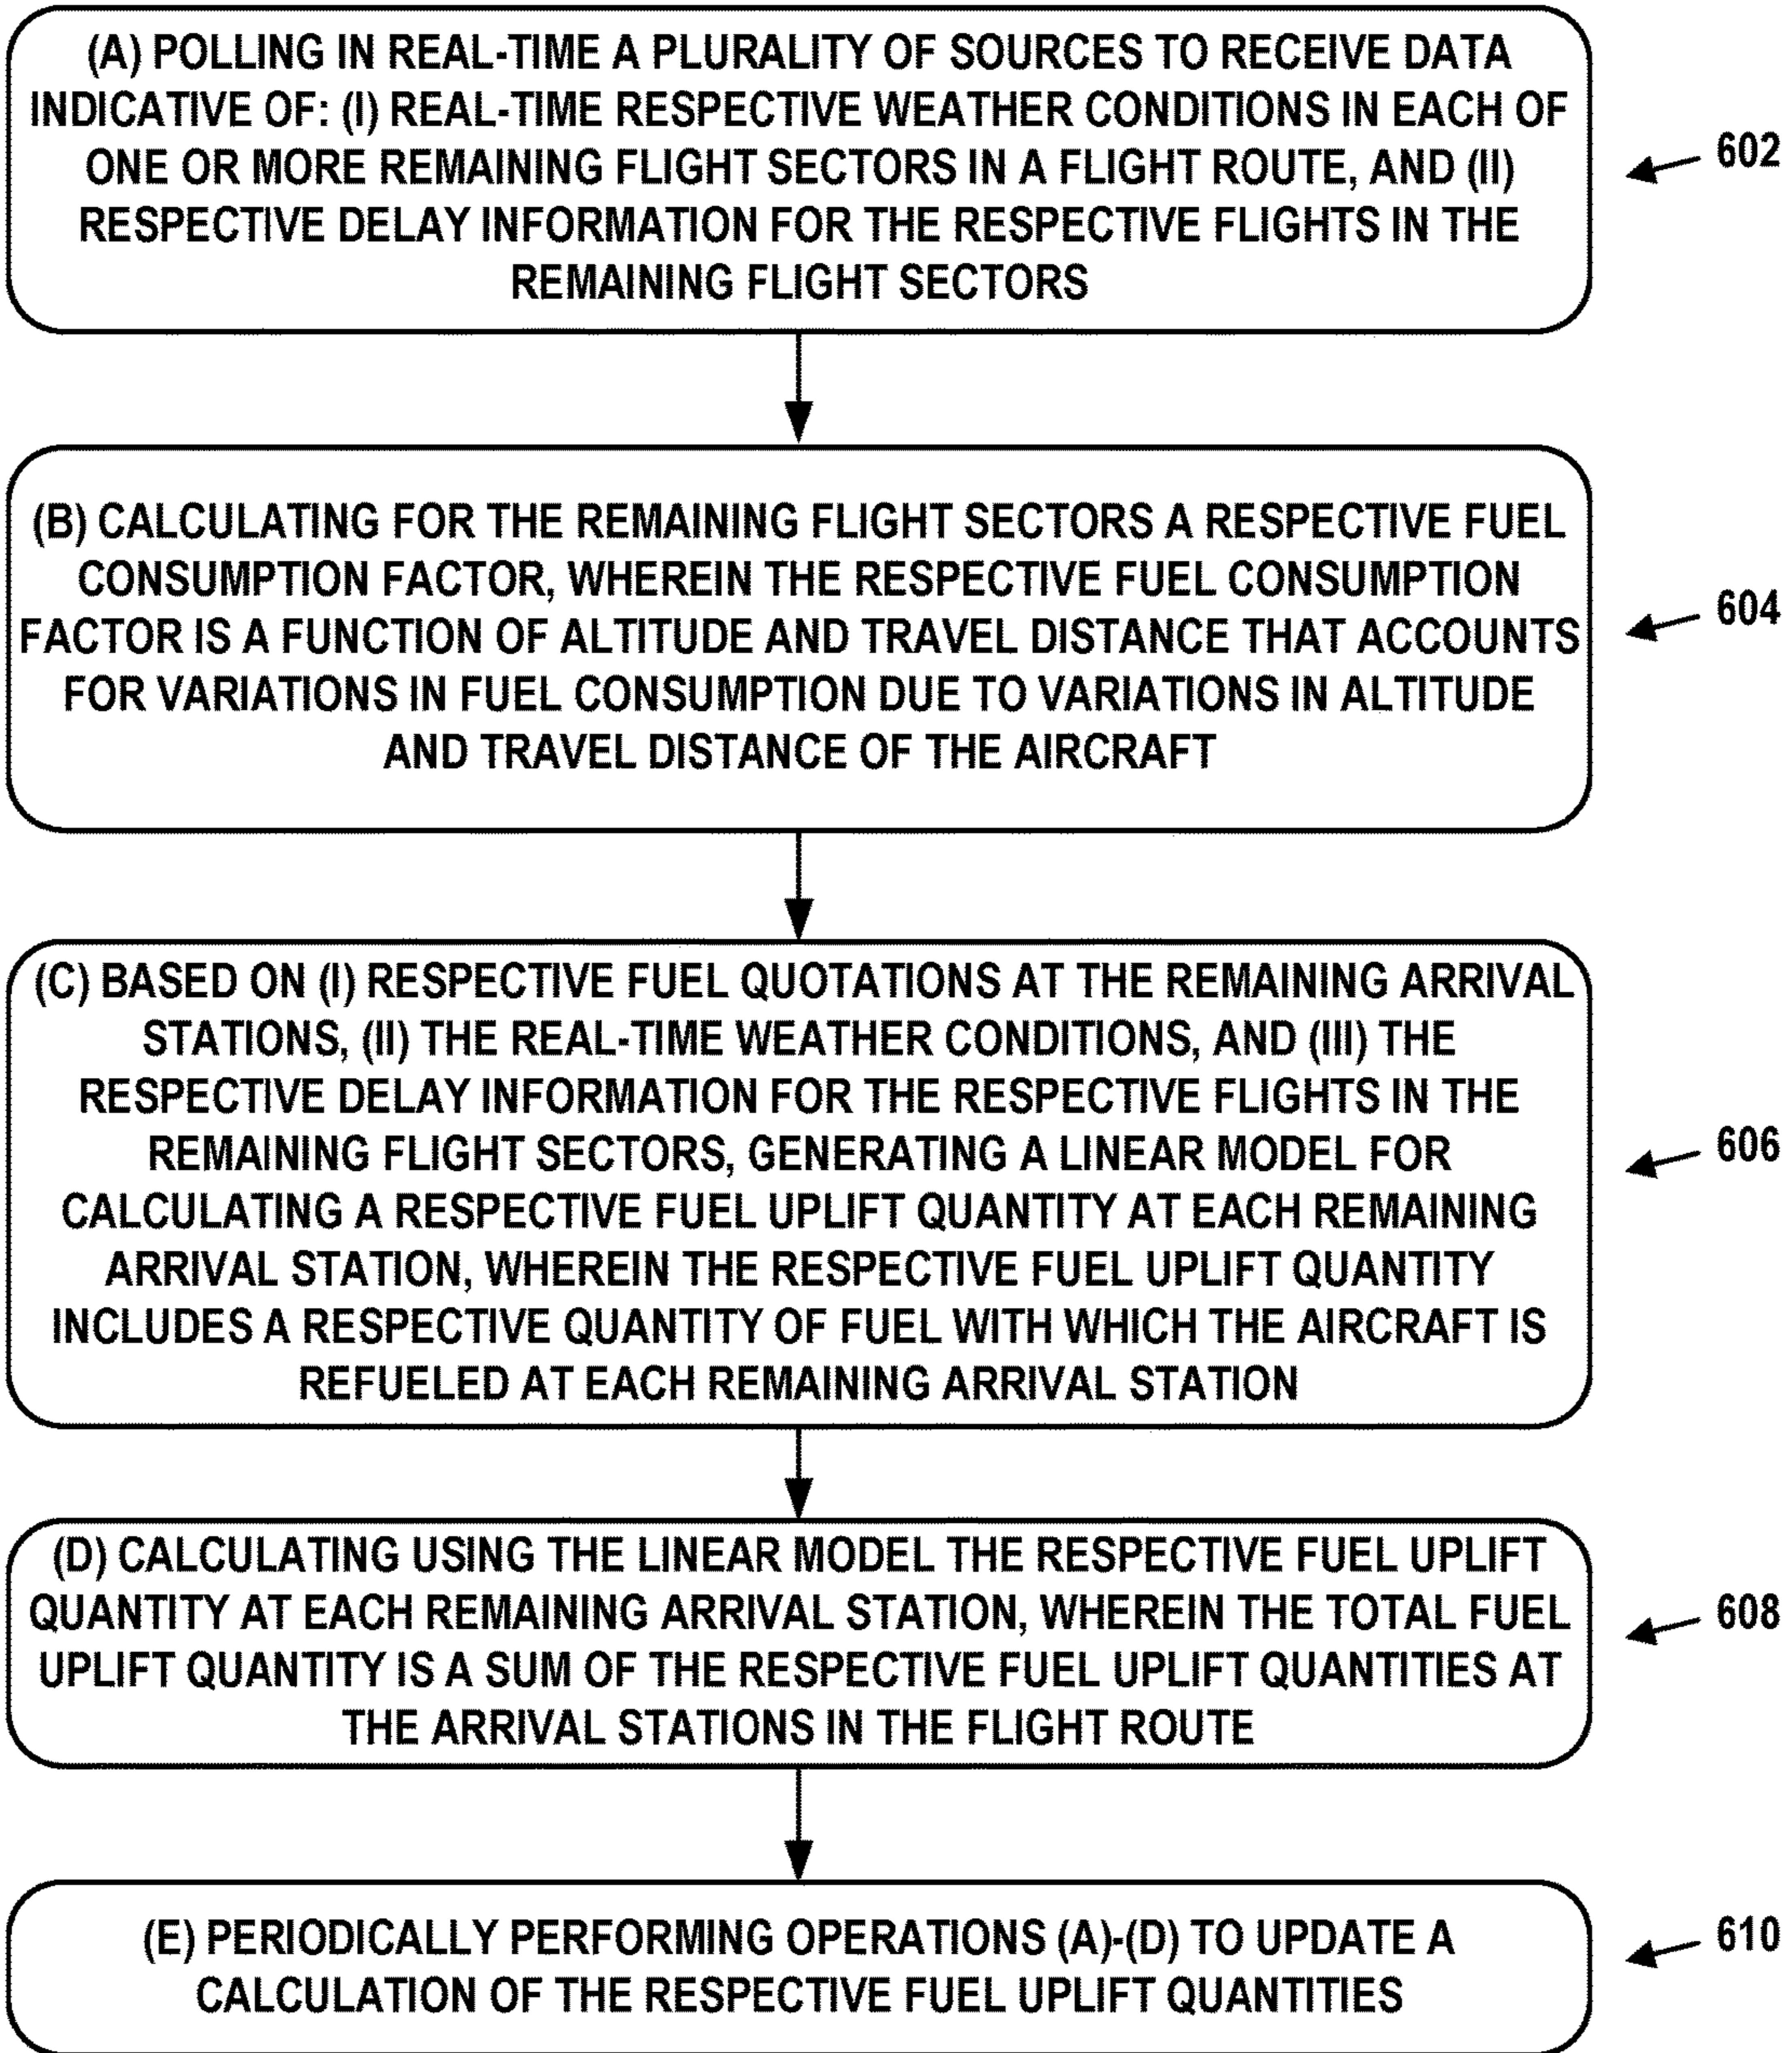 (A) POLLING IN REAL-TIME A PLURALITY OF SOURCES TO RECEIVE DATA
INDICATIVE OF: (I) REAL-TIME RESPECTIVE WEATHER CONDITIONS IN EACH OF
ONE OR MORE REMAINING FLIGHT SECTORS IN A FLIGHT ROUTE, AND (II)
RESPECTIVE DELAY INFORMATION FOR THE RESPECTIVE FLIGHTS IN THE
REMAINING FLIGHT SECTORS
602
(B) CALCULATING FOR THE REMAINING FLIGHT SECTORS A RESPECTIVE FUEL
CONSUMPTION FACTOR, WHEREIN THE RESPECTIVE FUEL CONSUMPTION
FACTOR IS A FUNCTION OF ALTITUDE AND TRAVEL DISTANCE THAT ACCOUNTS
FOR VARIATIONS IN FUEL CONSUMPTION DUE TO VARIATIONS IN ALTITUDE
AND TRAVEL DISTANCE OF THE AIRCRAFT
604
(C) BASED ON (I) RESPECTIVE FUEL QUOTATIONS AT THE REMAINING ARRIVAL
STATIONS, (II) THE REAL-TIME WEATHER CONDITIONS, AND (III) THE
RESPECTIVE DELAY INFORMATION FOR THE RESPECTIVE FLIGHTS IN THE
REMAINING FLIGHT SECTORS, GENERATING A LINEAR MODEL FOR
CALCULATING A RESPECTIVE FUEL UPLIFT QUANTITY AT EACH REMAINING
ARRIVAL STATION, WHEREIN THE RESPECTIVE FUEL UPLIFT QUANTITY
INCLUDES A RESPECTIVE QUANTITY OF FUEL WITH WHICH THE AIRCRAFT IS
REFUELED AT EACH REMAINING ARRIVAL STATION
606
(D) CALCULATING USING THE LINEAR MODEL THE RESPECTIVE FUEL UPLIFT
QUANTITY AT EACH REMAINING ARRIVAL STATION, WHEREIN THE TOTAL FUEL
UPLIFT QUANTITY IS A SUM OF THE RESPECTIVE FUEL UPLIFT QUANTITIES AT
THE ARRIVAL STATIONS IN THE FLIGHT ROUTE
608
(E) PERIODICALLY PERFORMING OPERATIONS (A)-(D) TO UPDATE A
CALCULATION OF THE RESPECTIVE FUEL UPLIFT QUANTITIES
610